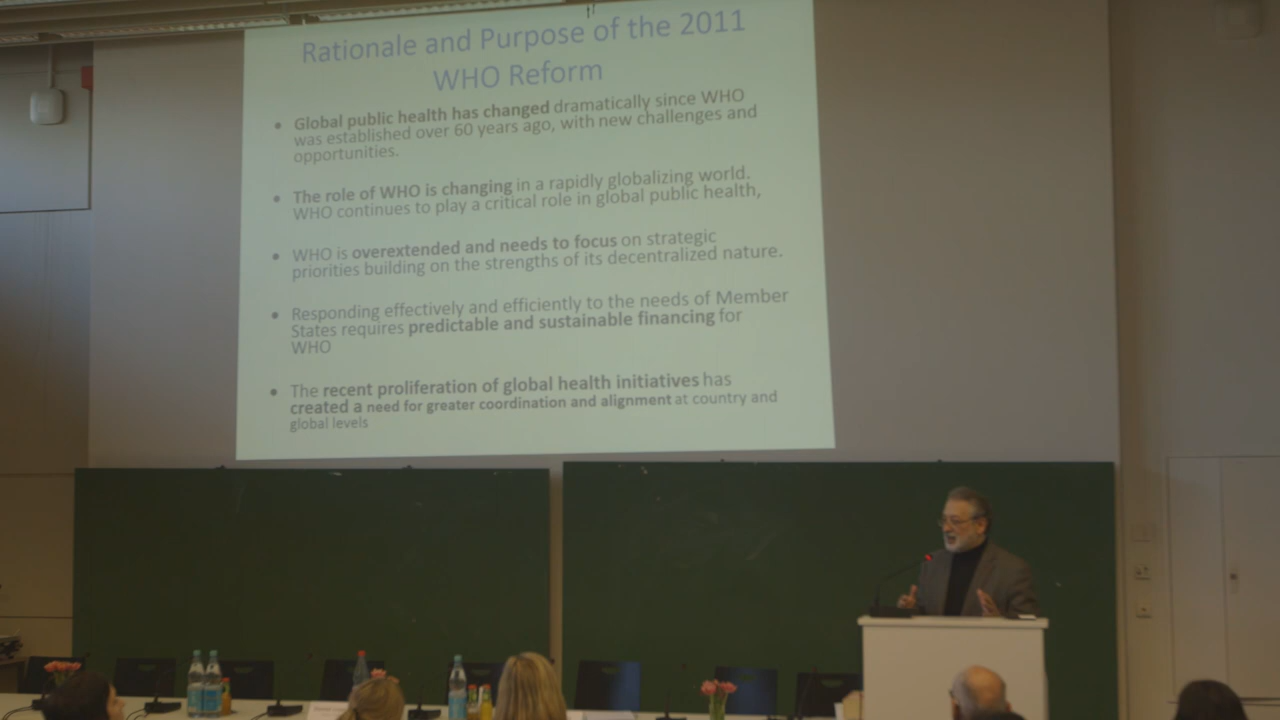 Rationale and Purpose of the 2011
WHO Reform
• Global public health has changed dramatically since WHO
was established over 60 years ago, with new challenges and
opportunities.
• The role of WHO is changing in a rapidly globalizing world.
WHO continues to play a critical role in global public health,
• WHO is overextended and needs to focus on strategic
priorities building on the strengths of its decentralized nature.
• Responding effectively and efficiently to the needs of Member
States requires predictable and sustainable financing for
WHO
• The recent proliferation of global health initiatives has
created a need for greater coordination and alignment at country and
global levels